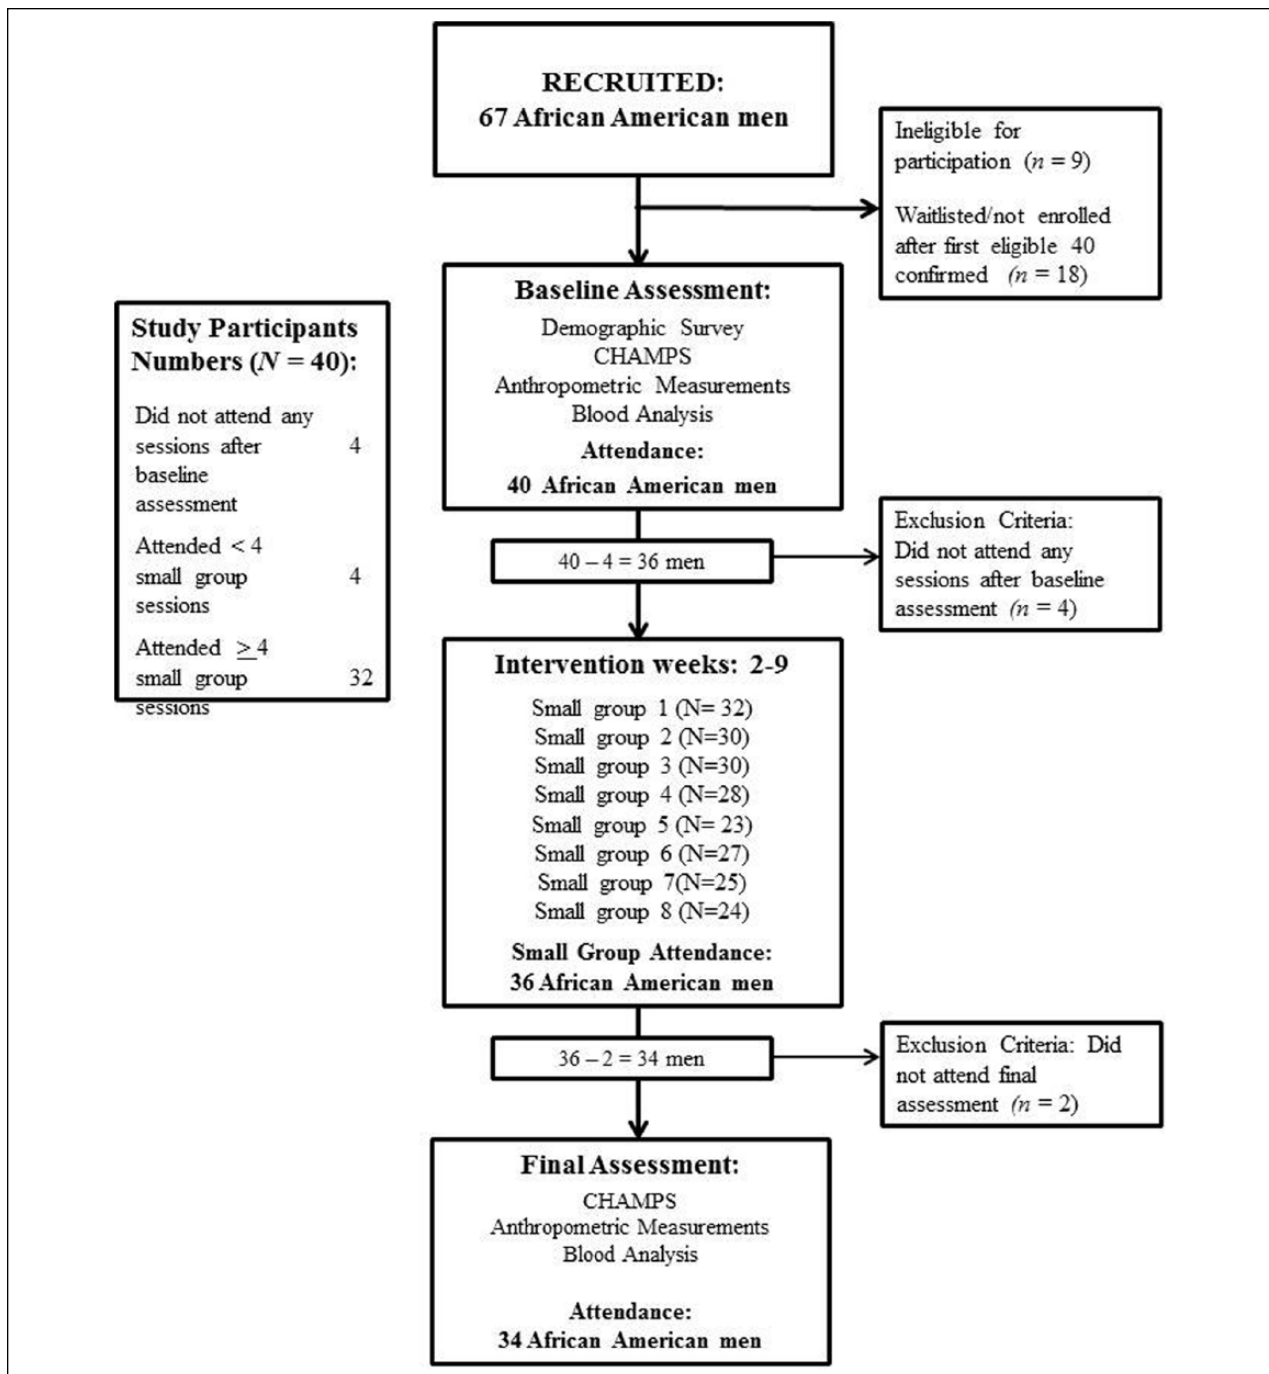 RECRUITED:
67 African American men
Ineligible for
participation (n = 9)
Waitlisted/not enrolled
after first eligible 40
confirmed (n = 18)
Baseline Assessment:
Demographic Survey
CHAMPS
Anthropometric Measurements
Blood Analysis
Attendance:
40 African American men
Study Participants
Numbers (N = 40):
Did not attend any
sessions after 4
baseline
assessment
Attended < 4
small group 4
sessions
Attended ≥ 4
small group 32
sessions
40 – 4 = 36 men
Exclusion Criteria:
Did not attend any
sessions after baseline
assessment (n = 4)
Intervention weeks: 2-9
Small group 1 (N= 32)
Small group 2 (N=30)
Small group 3 (N=30)
Small group 4 (N=28)
Small group 5 (N= 23)
Small group 6 (N=27)
Small group 7(N=25)
Small group 8 (N=24)
Small Group Attendance:
36 African American men
36 – 2 = 34 men
Exclusion Criteria: Did
not attend final
assessment (n = 2)
Final Assessment:
CHAMPS
Anthropometric Measurements
Blood Analysis
Attendance:
34 African American men